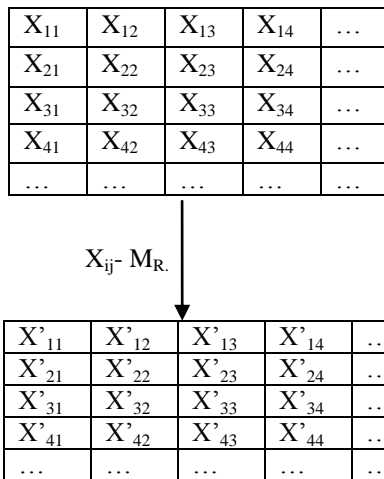 X₁₁ X₁₂ X₁₃ X₁₄ …
X₂₁ X₂₂ X₂₃ X₂₄ …
X₃₁ X₃₂ X₃₃ X₃₄ …
X₄₁ X₄₂ X₄₃ X₄₄ …
… … … … …
Xᵢⱼ- M_R.
X’₁₁ X’₁₂ X’₁₃ X’₁₄ …
X’₂₁ X’₂₂ X’₂₃ X’₂₄ …
X’₃₁ X’₃₂ X’₃₃ X’₃₄ …
X’₄₁ X’₄₂ X’₄₃ X’₄₄ …
… … … … …